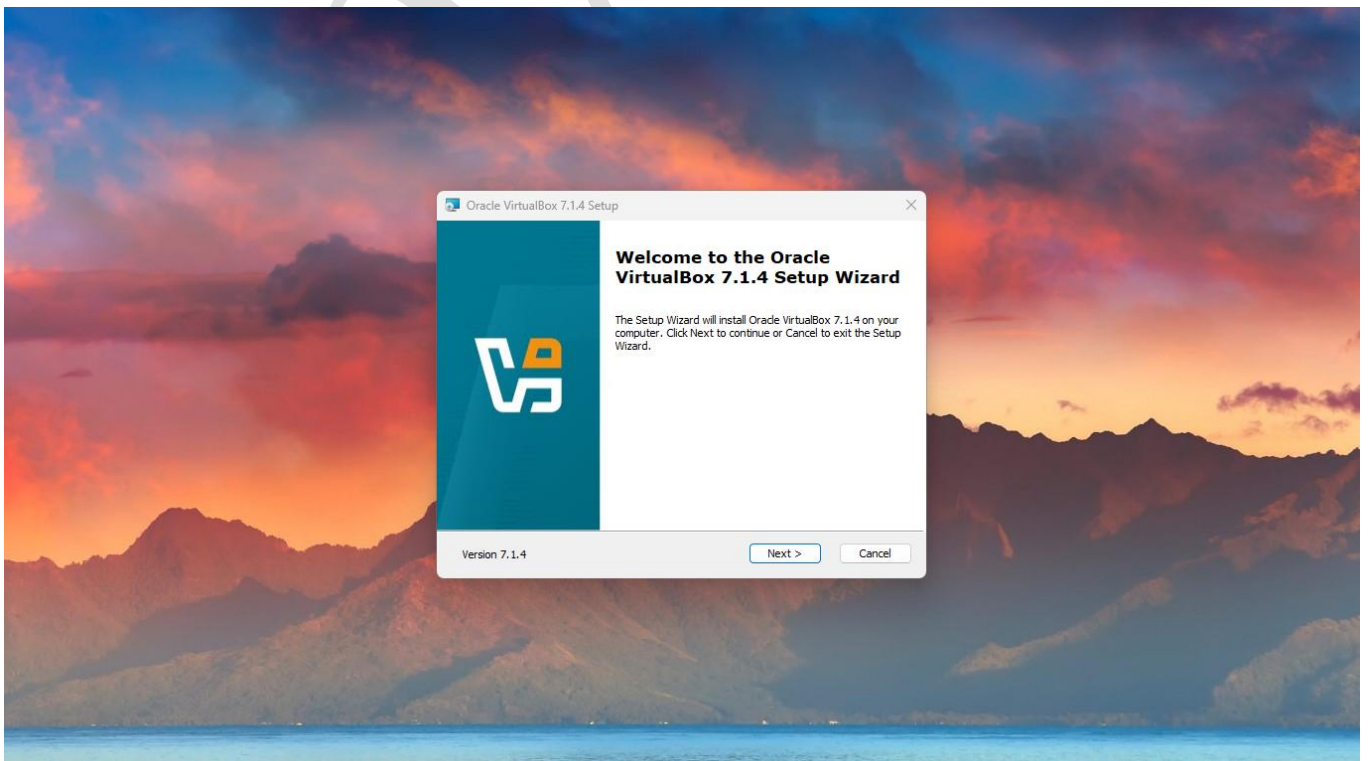 Oracle VirtualBox 7.1.4 Setup
Welcome to the Oracle
VirtualBox 7.1.4 Setup Wizard
The Setup Wizard will install Oracle VirtualBox 7.1.4 on your
computer. Click Next to continue or Cancel to exit the Setup
Wizard.
Version 7.1.4
Next >
Cancel